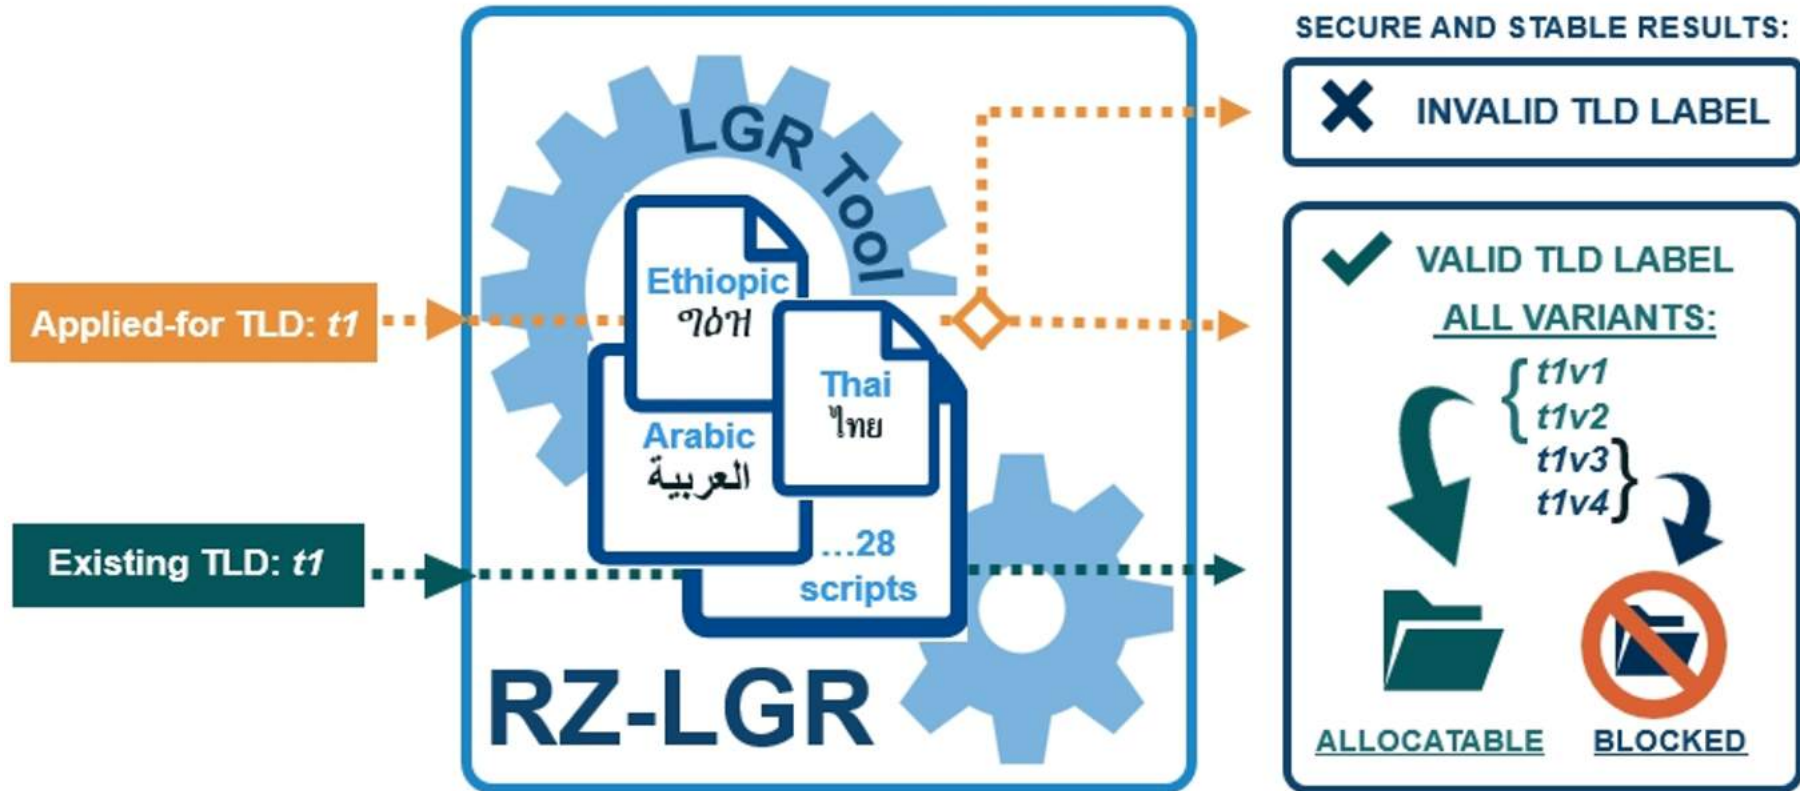 SECURE AND STABLE RESULTS:
INVALID TLD LABEL
LGR Tool
Ethiopic
ግዕዝ
Applied-for TLD: t1
Thai
ไทย
Arabic
العربية
Existing TLD: t1
...28
scripts
RZ-LGR
VALID TLD LABEL
ALL VARIANTS:
t1v1
t1v2
t1v3
t1v4
ALLOCATABLE
BLOCKED